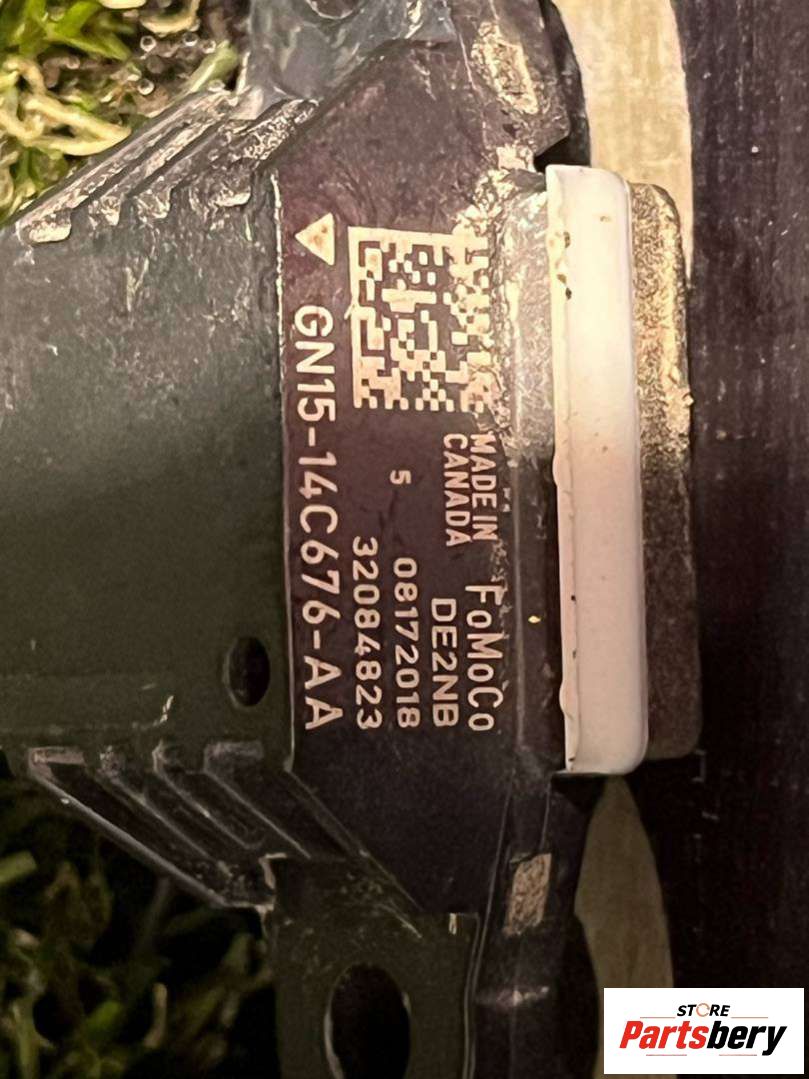 GN15-14C676-AA
32084823
5 08172018
MADE IN
CANADA
DE2NB
FoMoCo
STORE
Partsbery